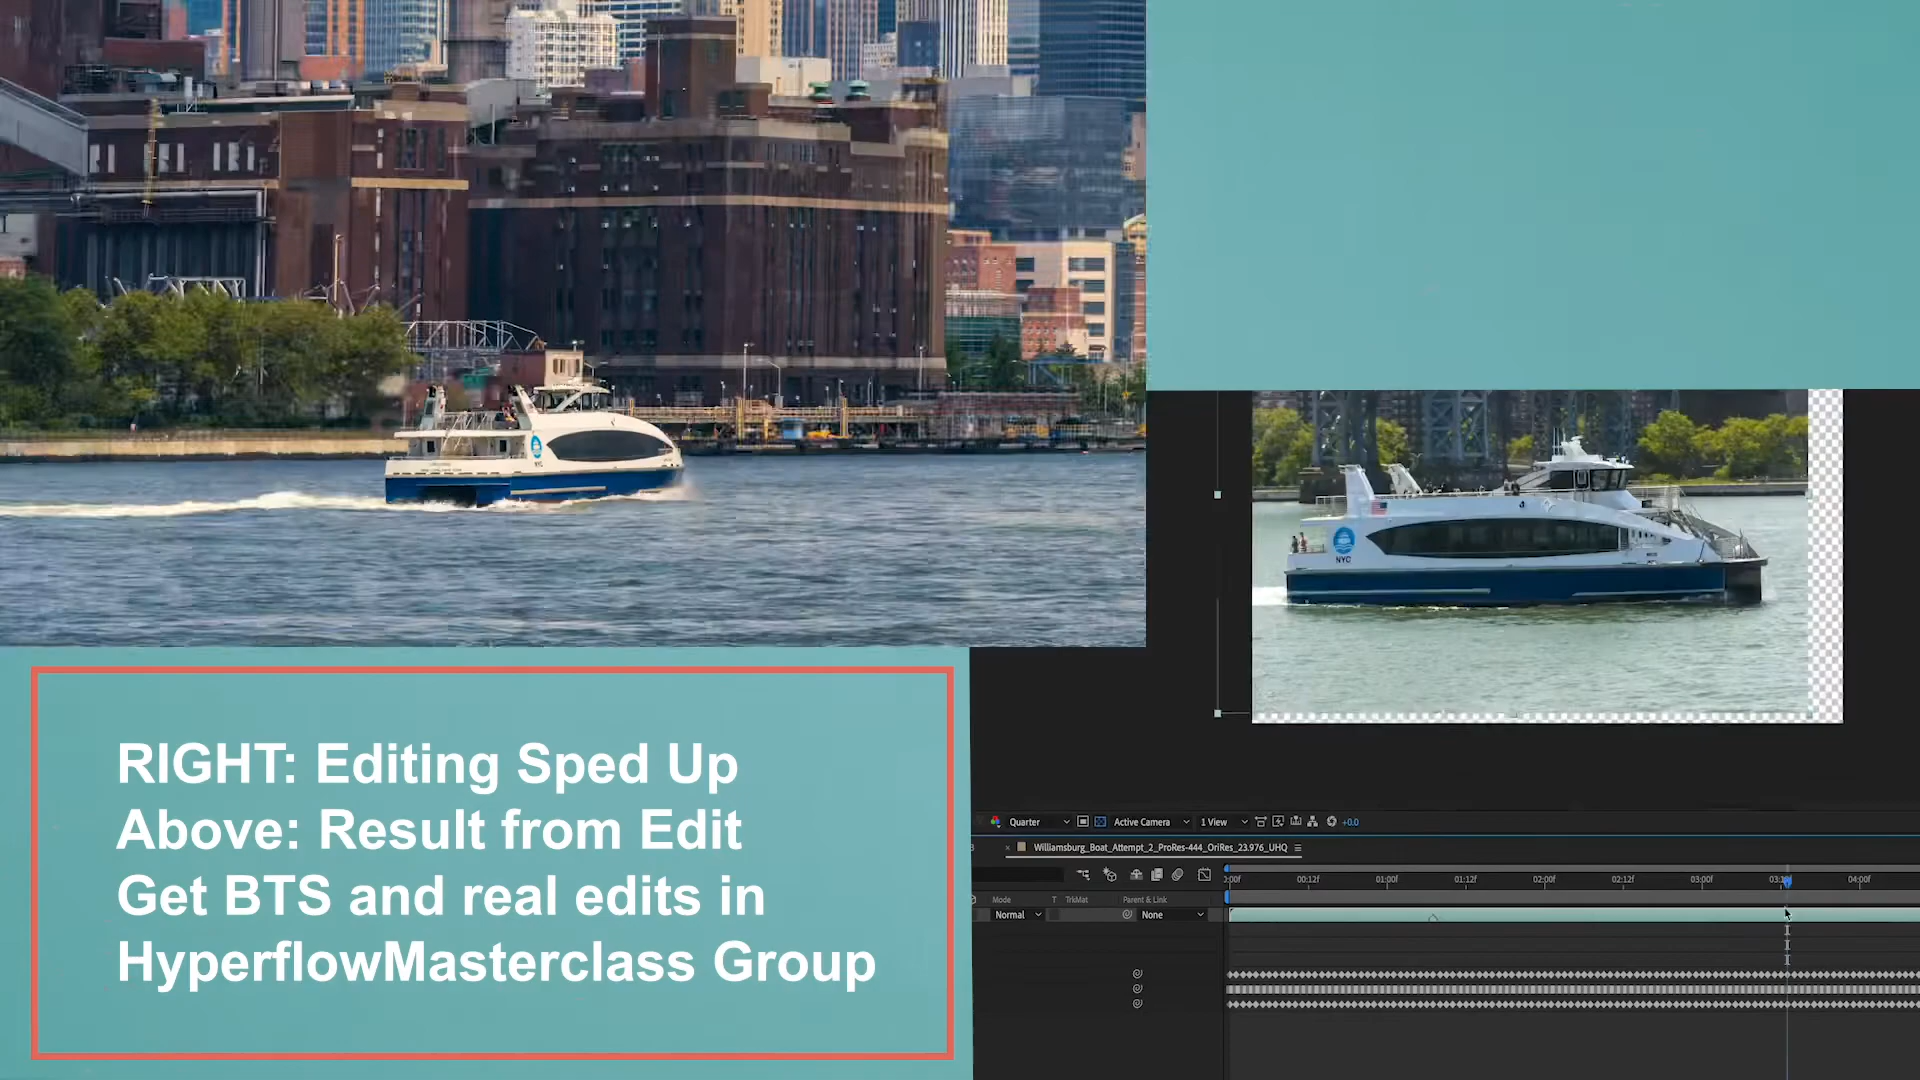 NYC
NYC
RIGHT: Editing Sped Up
Above: Result from Edit
Get BTS and real edits in
HyperflowMasterclass Group
Quarter
Active Camera
1 View
+0.0
Williamsburg_Boat_Attempt_2_ProRes-444_OriRes_23.976_UHQ
:00f 00:12f 01:00f 01:12f 02:00f 02:12f 03:00f 04:00f
Mode T TrkMat Parent & Link
Normal None